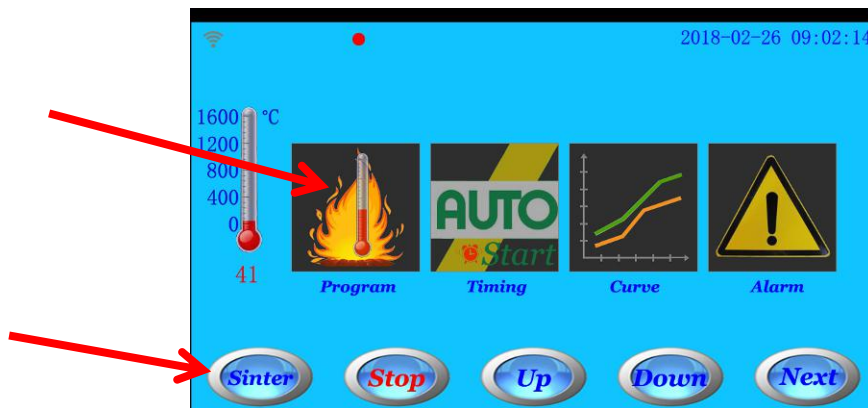 2018-02-26 09:02:14
1600 °C
1200
800
400
0
41
AUTO
Start
Program
Timing
Curve
Alarm
Sinter
Stop
Up
Down
Next